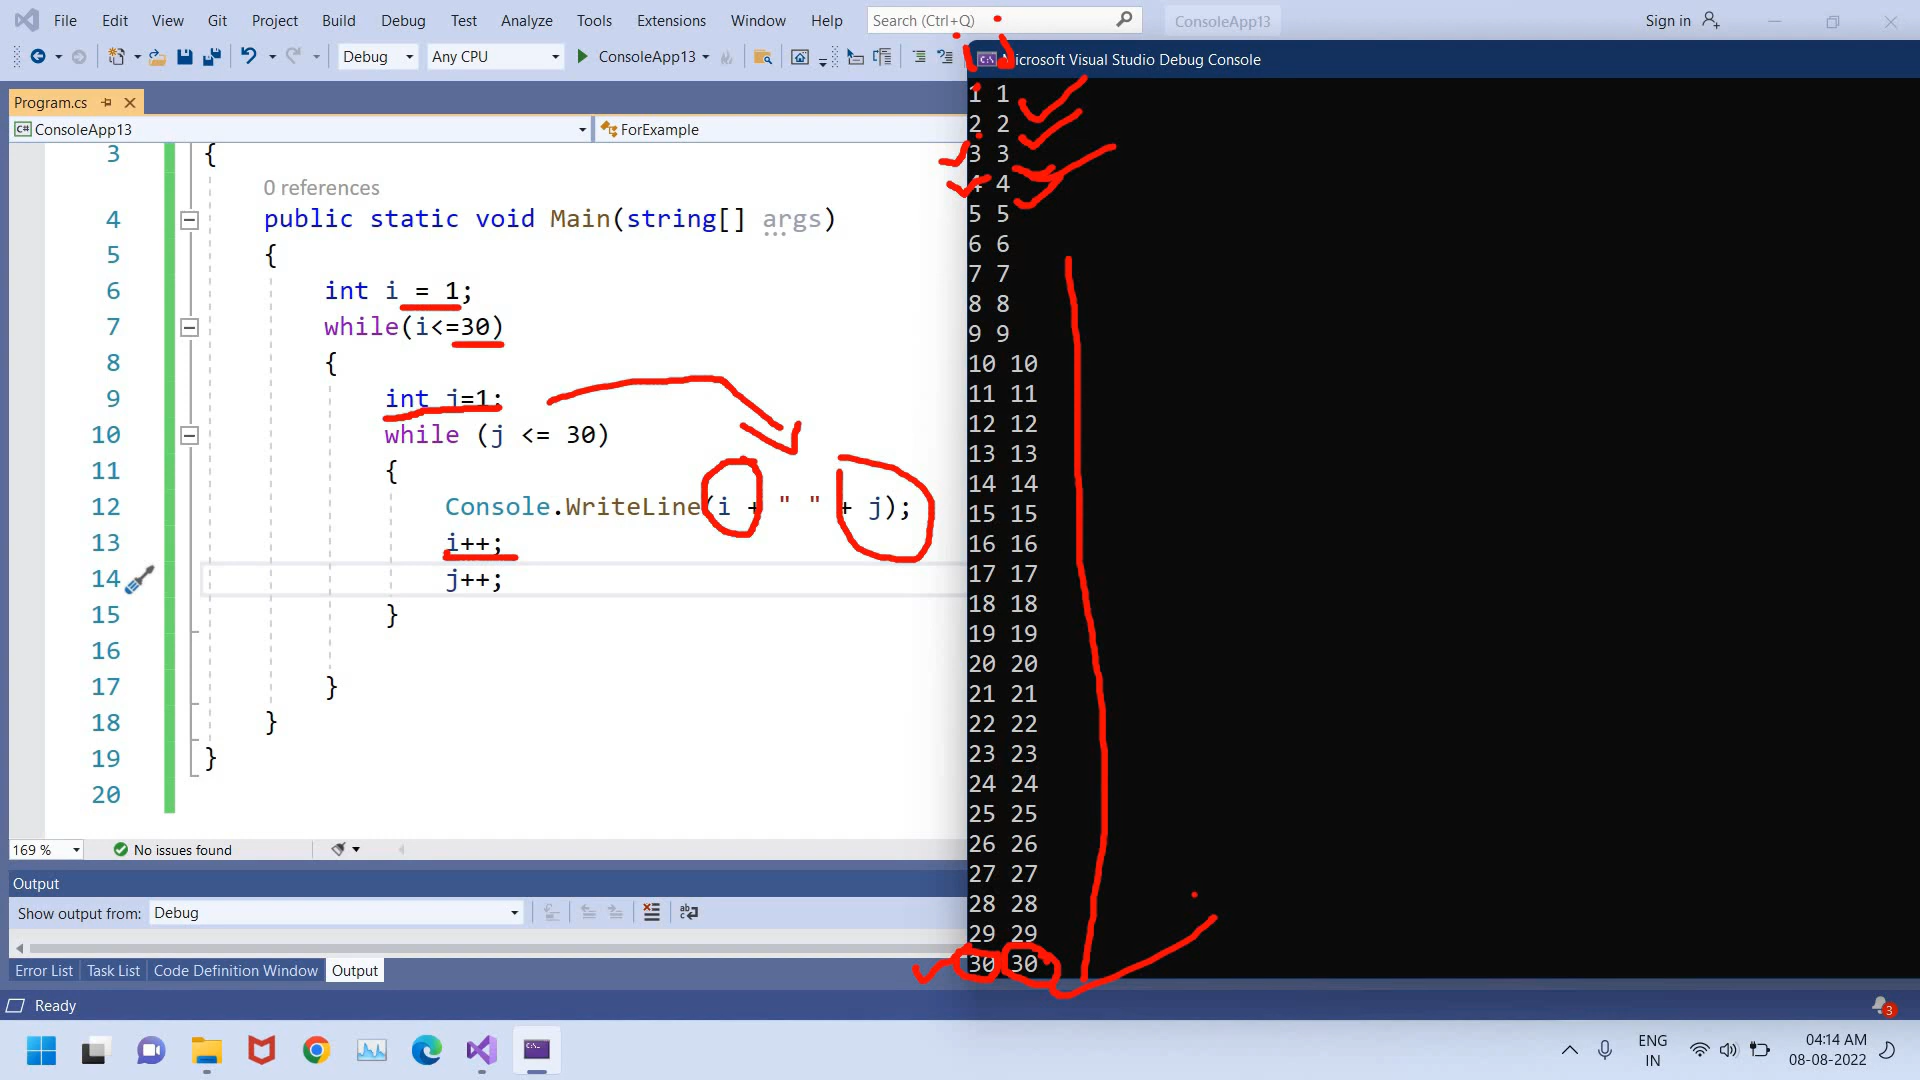 File Edit View Git Project Build Debug Test Analyze Tools Extensions Window Help Search (Ctrl+Q) ConsoleApp13 Sign in
Debug Any CPU ConsoleApp13
Microsoft Visual Studio Debug Console
Program.cs
ConsoleApp13 ForExample
3 {
0 references
4 public static void Main(string[] args)
5 {
6 int i = 1;
7 while(i<=30)
8 {
9 int j=1;
10 while (j <= 30)
11 {
12 Console.WriteLine(i + " " + j);
13 i++;
14 j++;
15 }
16
17 }
18 }
19 }
20
169 % No issues found
Output
Show output from: Debug
Error List Task List Code Definition Window Output
Ready
i j
1 1
2 2
3 3
4 4
5 5
6 6
7 7
8 8
9 9
10 10
11 11
12 12
13 13
14 14
15 15
16 16
17 17
18 18
19 19
20 20
21 21
22 22
23 23
24 24
25 25
26 26
27 27
28 28
29 29
30 30
3
ENG
IN
04:14 AM
08-08-2022